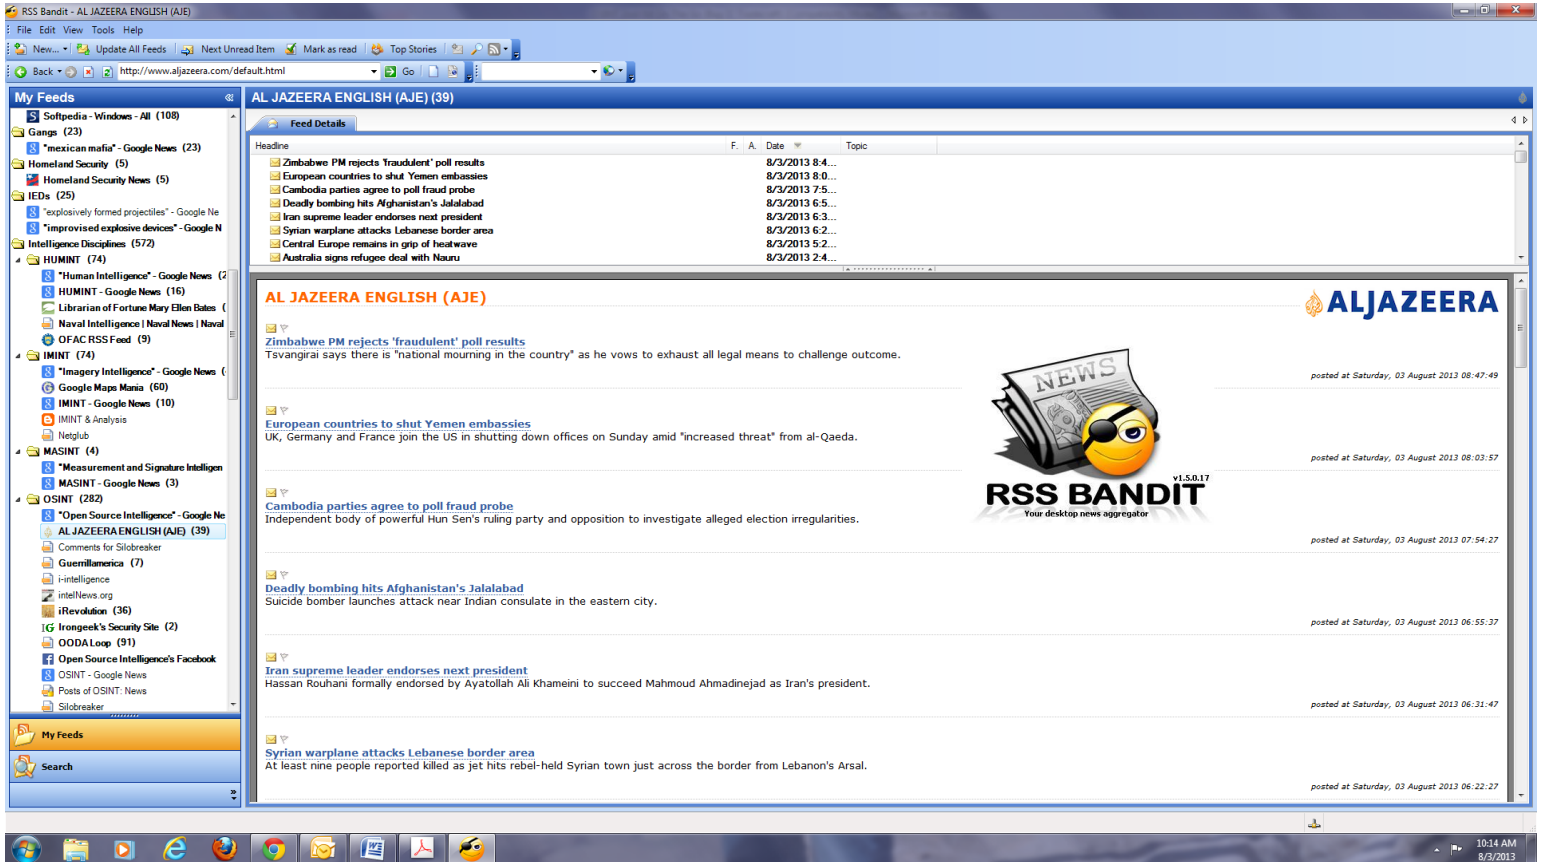 RSS Bandit - AL JAZEERA ENGLISH (AJE)
File Edit View Tools Help
New... Update All Feeds Next Unread Item Mark as read Top Stories
Back http://www.aljazeera.com/default.html Go
My Feeds
Softpedia - Windows - All (108)
Gangs (23)
"mexican mafia" - Google News (23)
Homeland Security (5)
Homeland Security News (5)
IEDs (25)
"explosively formed projectiles" - Google Ne
"improvised explosive devices" - Google N
Intelligence Disciplines (572)
HUMINT (74)
"Human Intelligence" - Google News (2
HUMINT - Google News (16)
Librarian of Fortune Mary Ellen Bates (
Naval Intelligence | Naval News | Naval
OFAC RSS Feed (9)
IMINT (74)
"Imagery Intelligence" - Google News (
Google Maps Mania (60)
IMINT - Google News (10)
IMINT & Analysis
Netglub
MASINT (4)
"Measurement and Signature Intelligen
MASINT - Google News (3)
OSINT (282)
"Open Source Intelligence" - Google Ne
AL JAZEERA ENGLISH (AJE) (39)
Comments for Silobreaker
Guerrillamerica (7)
i-intelligence
intelNews.org
iRevolution (36)
IG Irongeek's Security Site (2)
OODA Loop (91)
Open Source Intelligence's Facebook
OSINT - Google News
Posts of OSINT: News
Silobreaker
My Feeds
Search
AL JAZEERA ENGLISH (AJE) (39)
Feed Details
Headline F. A. Date Topic
Zimbabwe PM rejects 'fraudulent' poll results 8/3/2013 8:4...
European countries to shut Yemen embassies 8/3/2013 8:0...
Cambodia parties agree to poll fraud probe 8/3/2013 7:5...
Deadly bombing hits Afghanistan's Jalalabad 8/3/2013 6:5...
Iran supreme leader endorses next president 8/3/2013 6:3...
Syrian warplane attacks Lebanese border area 8/3/2013 6:2...
Central Europe remains in grip of heatwave 8/3/2013 5:2...
Australia signs refugee deal with Nauru 8/3/2013 2:4...
AL JAZEERA ENGLISH (AJE)
ALJAZEERA
Zimbabwe PM rejects 'fraudulent' poll results
Tsvangirai says there is "national mourning in the country" as he vows to exhaust all legal means to challenge outcome.
posted at Saturday, 03 August 2013 08:47:49
European countries to shut Yemen embassies
UK, Germany and France join the US in shutting down offices on Sunday amid "increased threat" from al-Qaeda.
posted at Saturday, 03 August 2013 08:03:57
Cambodia parties agree to poll fraud probe
Independent body of powerful Hun Sen's ruling party and opposition to investigate alleged election irregularities.
posted at Saturday, 03 August 2013 07:54:27
Deadly bombing hits Afghanistan's Jalalabad
Suicide bomber launches attack near Indian consulate in the eastern city.
posted at Saturday, 03 August 2013 06:55:37
Iran supreme leader endorses next president
Hassan Rouhani formally endorsed by Ayatollah Ali Khameini to succeed Mahmoud Ahmadinejad as Iran's president.
posted at Saturday, 03 August 2013 06:31:47
Syrian warplane attacks Lebanese border area
At least nine people reported killed as jet hits rebel-held Syrian town just across the border from Lebanon's Arsal.
posted at Saturday, 03 August 2013 06:22:27
NEWS
v1.5.0.17
RSS BANDIT
Your desktop news aggregator
10:14 AM
8/3/2013